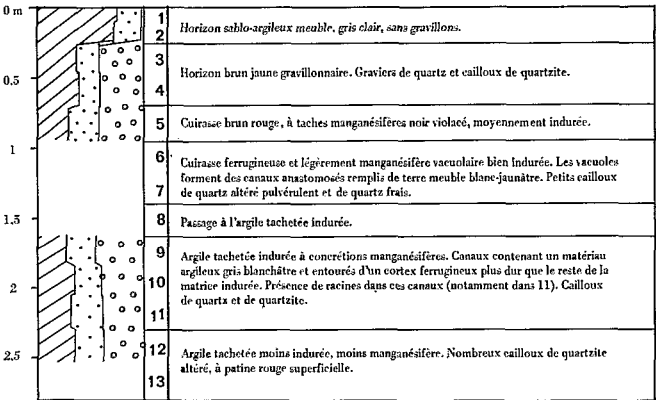 0 m
1
2
Horizon sablo-argileux meuble, gris clair, sans gravillons.
0,5
3
4
Horizon brun jaune gravillonnaire. Graviers de quartz et cailloux de quartzite.
5
Cuirasse brun rouge, à taches manganésifères noir violacé, moyennement indurée.
1
6
7
Cuirasse ferrugineuse et légèrement manganésifère vacuolaire bien indurée. Les vacuoles
forment des canaux anastomosés remplis de terre meuble blanc-jaunâtre. Petits cailloux
de quartz altéré pulvérulent et de quartz frais.
1,5
8
Passage à l'argile tachetée indurée.
9
10
11
Argile tachetée indurée à concrétions manganésifères. Canaux contenant un matériau
argileux gris blanchâtre et entourés d'un cortex ferrugineux plus dur que le reste de la
matrice indurée. Présence de racines dans ces canaux (notamment dans 11). Cailloux
de quartz et de quartzite.
2
2.5
12
13
Argile tachetée moins indurée, moins manganésifère. Nombreux cailloux de quartzite
altéré, à patine rouge superficielle.